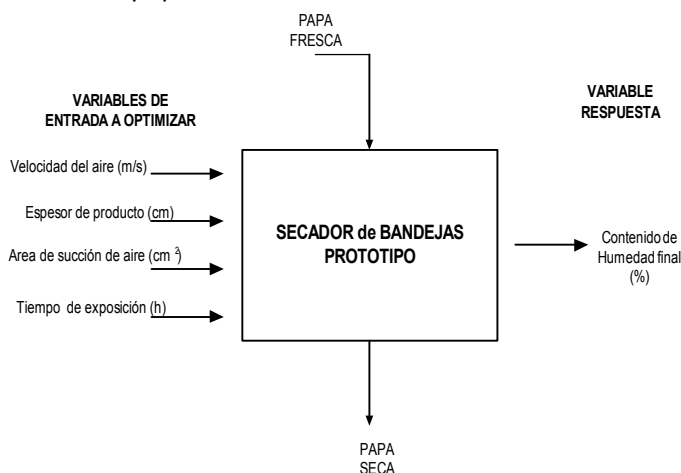 PAPA
FRESCA
VARIABLES DE
ENTRADA A OPTIMIZAR
VARIABLE
RESPUESTA
Velocidad del aire (m/s)
Espesor de producto (cm)
Area de succión de aire (cm ²)
Tiempo de exposición (h)
SECADOR de BANDEJAS
PROTOTIPO
Contenido de
Humedad final
(%)
PAPA
SECA